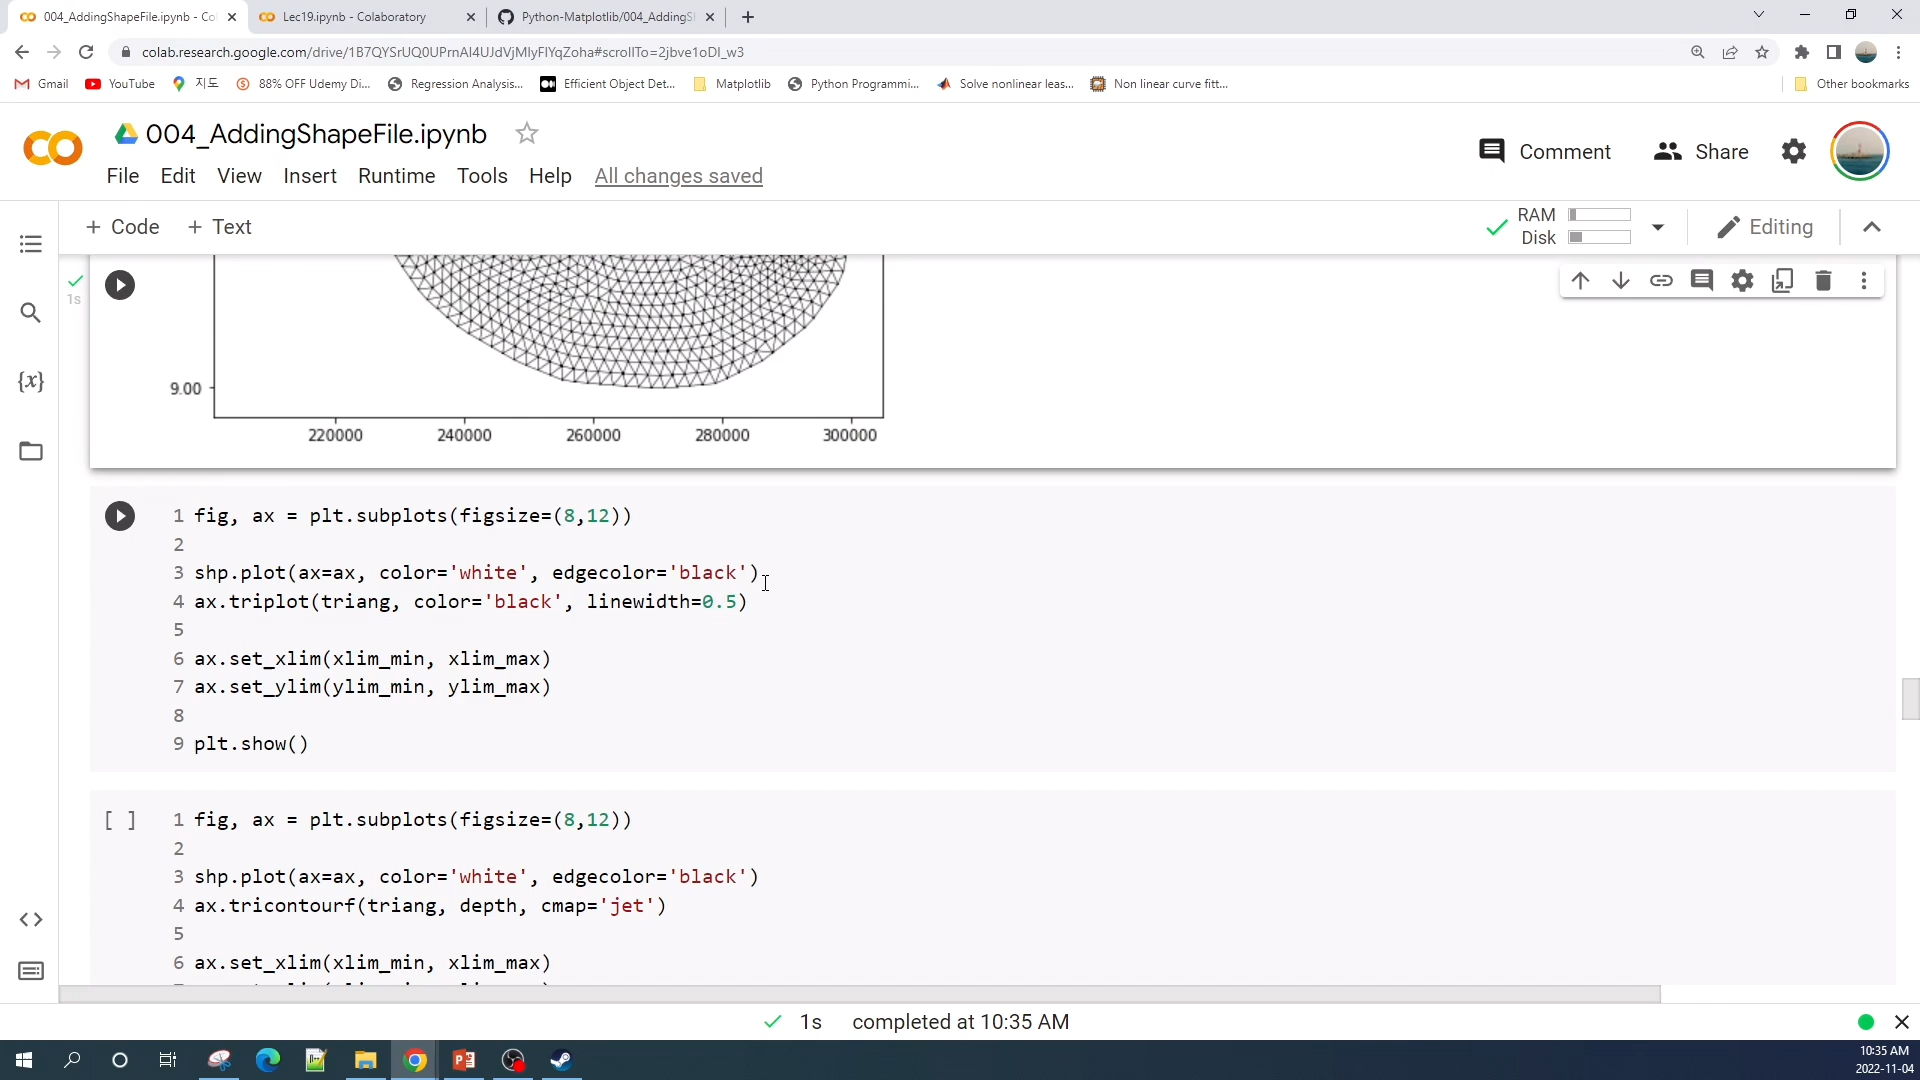 004_AddingShapeFile.ipynb - Co
Lec19.ipynb - Colaboratory
Python-Matplotlib/004_AddingS
colab.research.google.com/drive/1B7QYSrUQ0UPrnAI4UJdVjMIyFIYqZoha#scrollTo=2jbve1oDI_w3
Gmail
YouTube
지도
88% OFF Udemy Di...
Regression Analysis...
Efficient Object Det...
Matplotlib
Python Programmi...
Solve nonlinear leas...
Non linear curve fitt...
Other bookmarks
004_AddingShapeFile.ipynb
Comment
Share
File Edit View Insert Runtime Tools Help All changes saved
+ Code + Text
RAM
Disk
Editing
1s
{x}
9.00
220000 240000 260000 280000 300000
1 fig, ax = plt.subplots(figsize=(8,12))
2
3 shp.plot(ax=ax, color='white', edgecolor='black')
4 ax.triplot(triang, color='black', linewidth=0.5)
5
6 ax.set_xlim(xlim_min, xlim_max)
7 ax.set_ylim(ylim_min, ylim_max)
8
9 plt.show()
[ ] 1 fig, ax = plt.subplots(figsize=(8,12))
2
3 shp.plot(ax=ax, color='white', edgecolor='black')
4 ax.tricontourf(triang, depth, cmap='jet')
5
6 ax.set_xlim(xlim_min, xlim_max)
1s completed at 10:35 AM
10:35 AM
2022-11-04